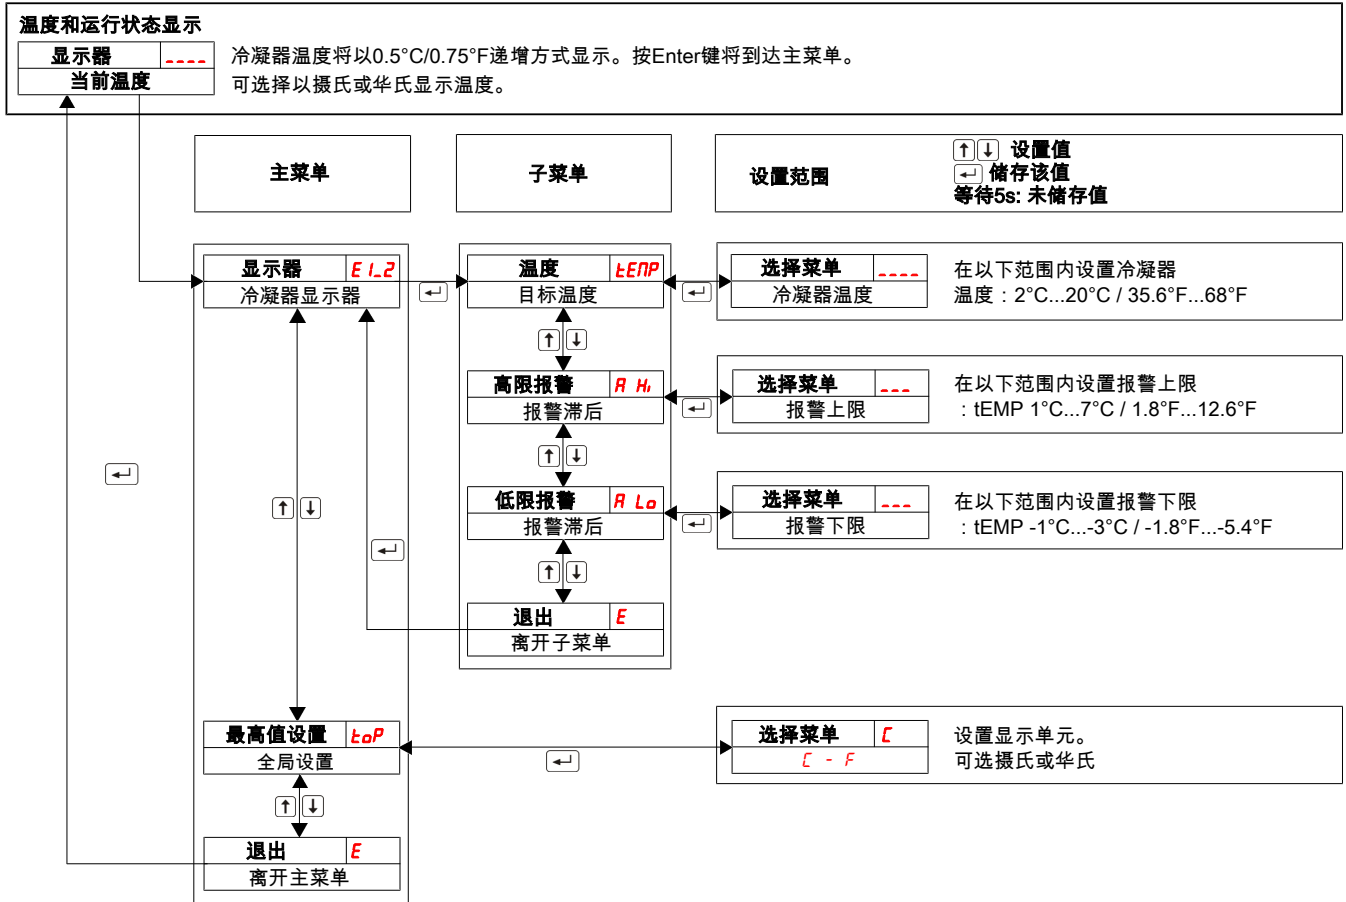 温度和运行状态显示
显示器 ----
当前温度
冷凝器温度将以0.5°C/0.75°F递增方式显示。按Enter键将到达主菜单。
可选择以摄氏或华氏显示温度。
主菜单
子菜单
设置范围
↑ ↓ 设置值
↵ 储存该值
等待5s: 未储存值
显示器 E1_2
冷凝器显示器
↵
温度 tEMP
目标温度
↵
选择菜单 ----
冷凝器温度
在以下范围内设置冷凝器
温度：2°C...20°C / 35.6°F...68°F
↑ ↓
高限报警 A Hi
报警滞后
↵
选择菜单 ---
报警上限
在以下范围内设置报警上限
：tEMP 1°C...7°C / 1.8°F...12.6°F
↵
↑ ↓
↑ ↓
低限报警 A Lo
报警滞后
↵
选择菜单 ---
报警下限
在以下范围内设置报警下限
：tEMP -1°C...-3°C / -1.8°F...-5.4°F
↵
↑ ↓
退出 E
离开子菜单
最高值设置 toP
全局设置
↵
选择菜单 C
C - F
设置显示单元。
可选摄氏或华氏
↑ ↓
退出 E
离开主菜单